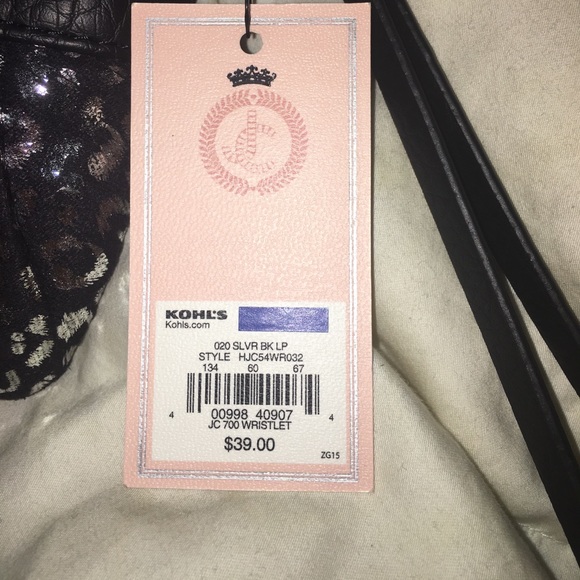 KOHL'S
Kohls.com
020 SLVR BK LP
STYLE HJC54WR032
134 60 67
4 00998 40907 4
JC 700 WRISTLET
$39.00
ZG15